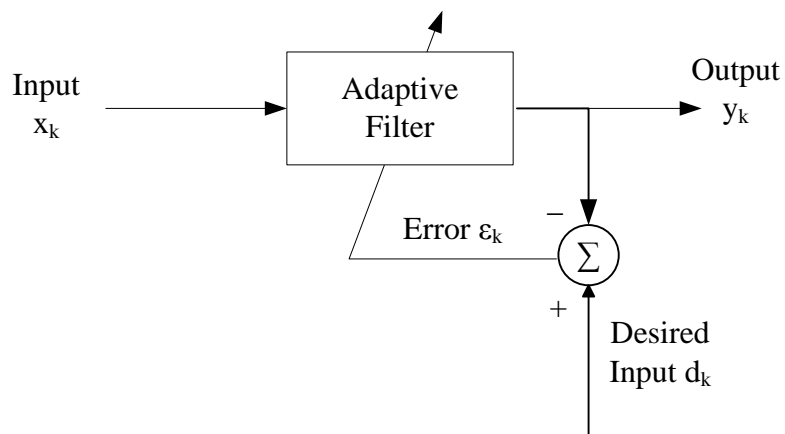 Input
x_k
Adaptive
Filter
Output
y_k
−
Error ε_k
Σ
+
Desired
Input d_k